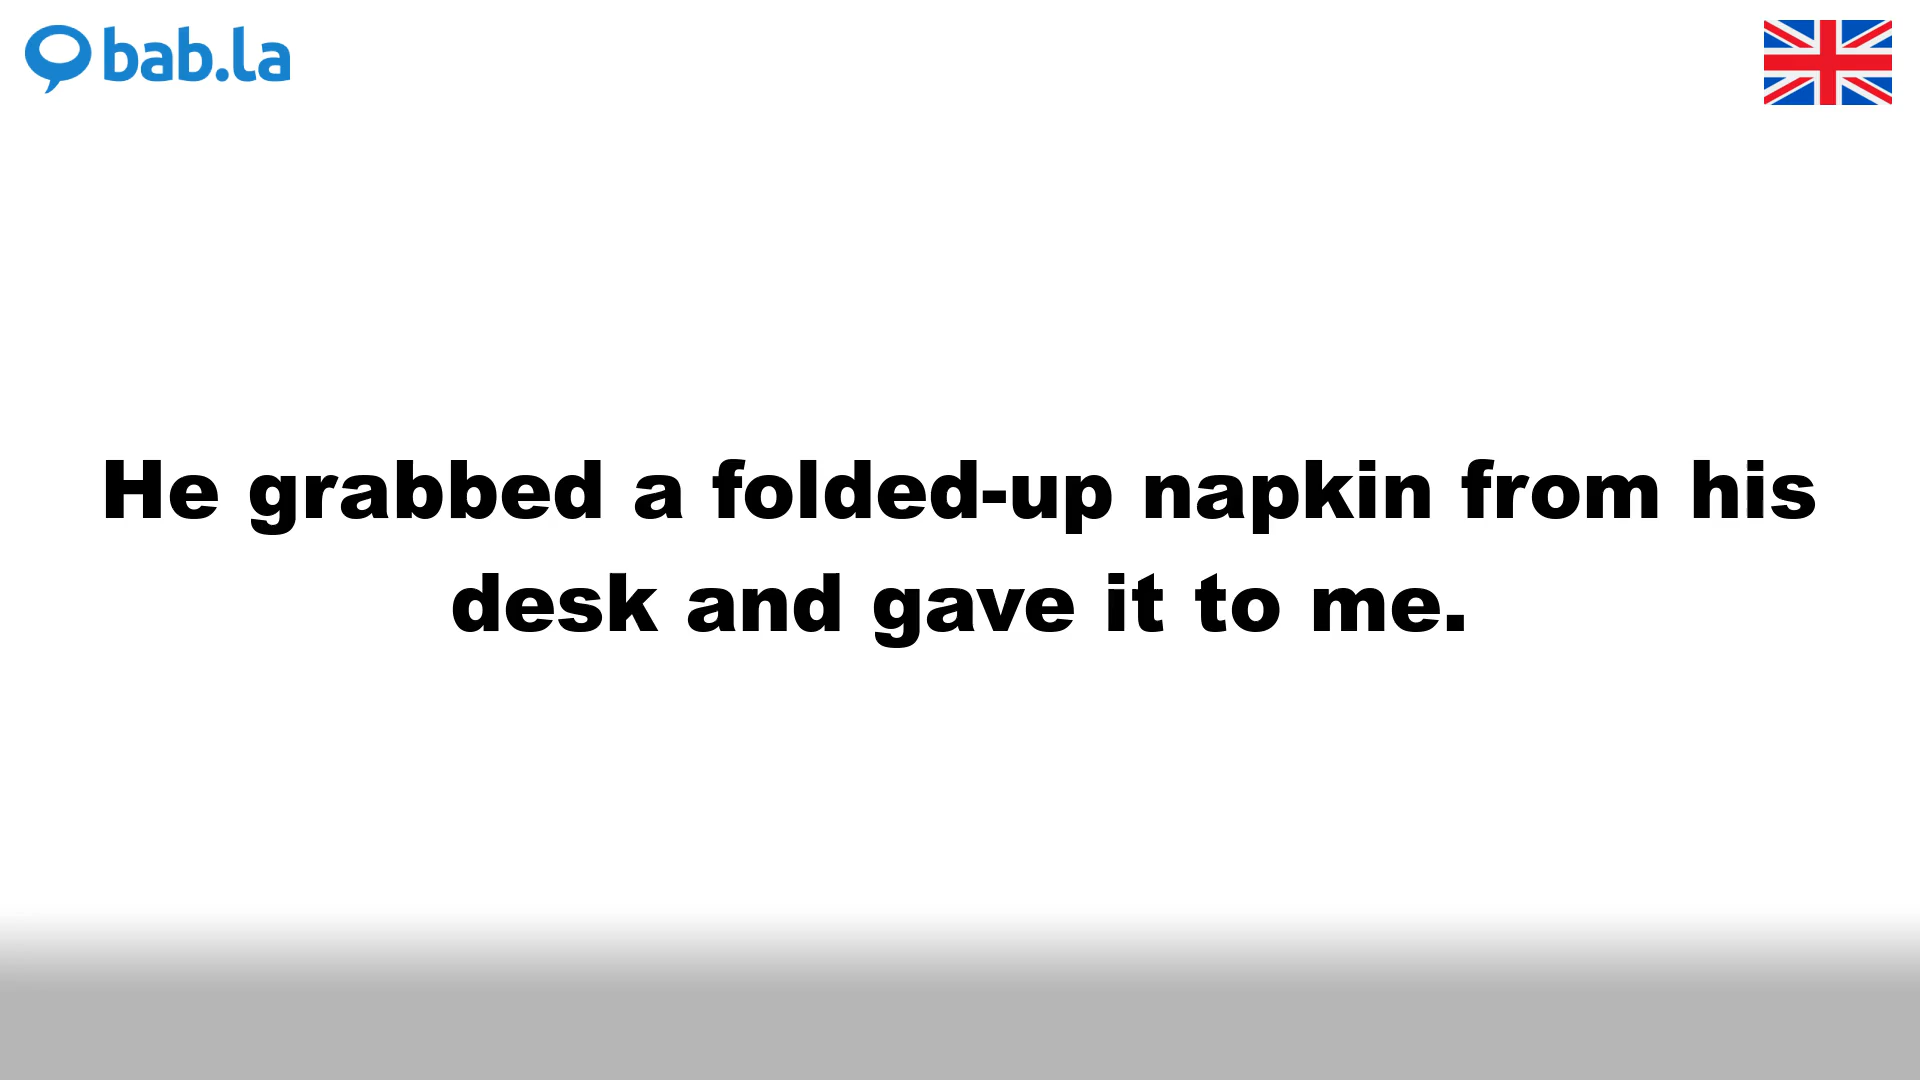 bab.la
He grabbed a folded-up napkin from his
desk and gave it to me.